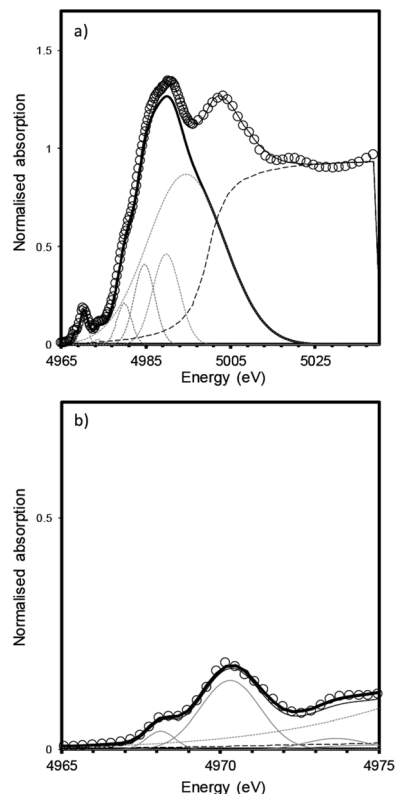 a)
1.5
1
0.5
0
Normalised absorption
4965 4985 5005 5025
Energy (eV)
b)
0.5
0
Normalised absorption
4965 4970 4975
Energy (eV)